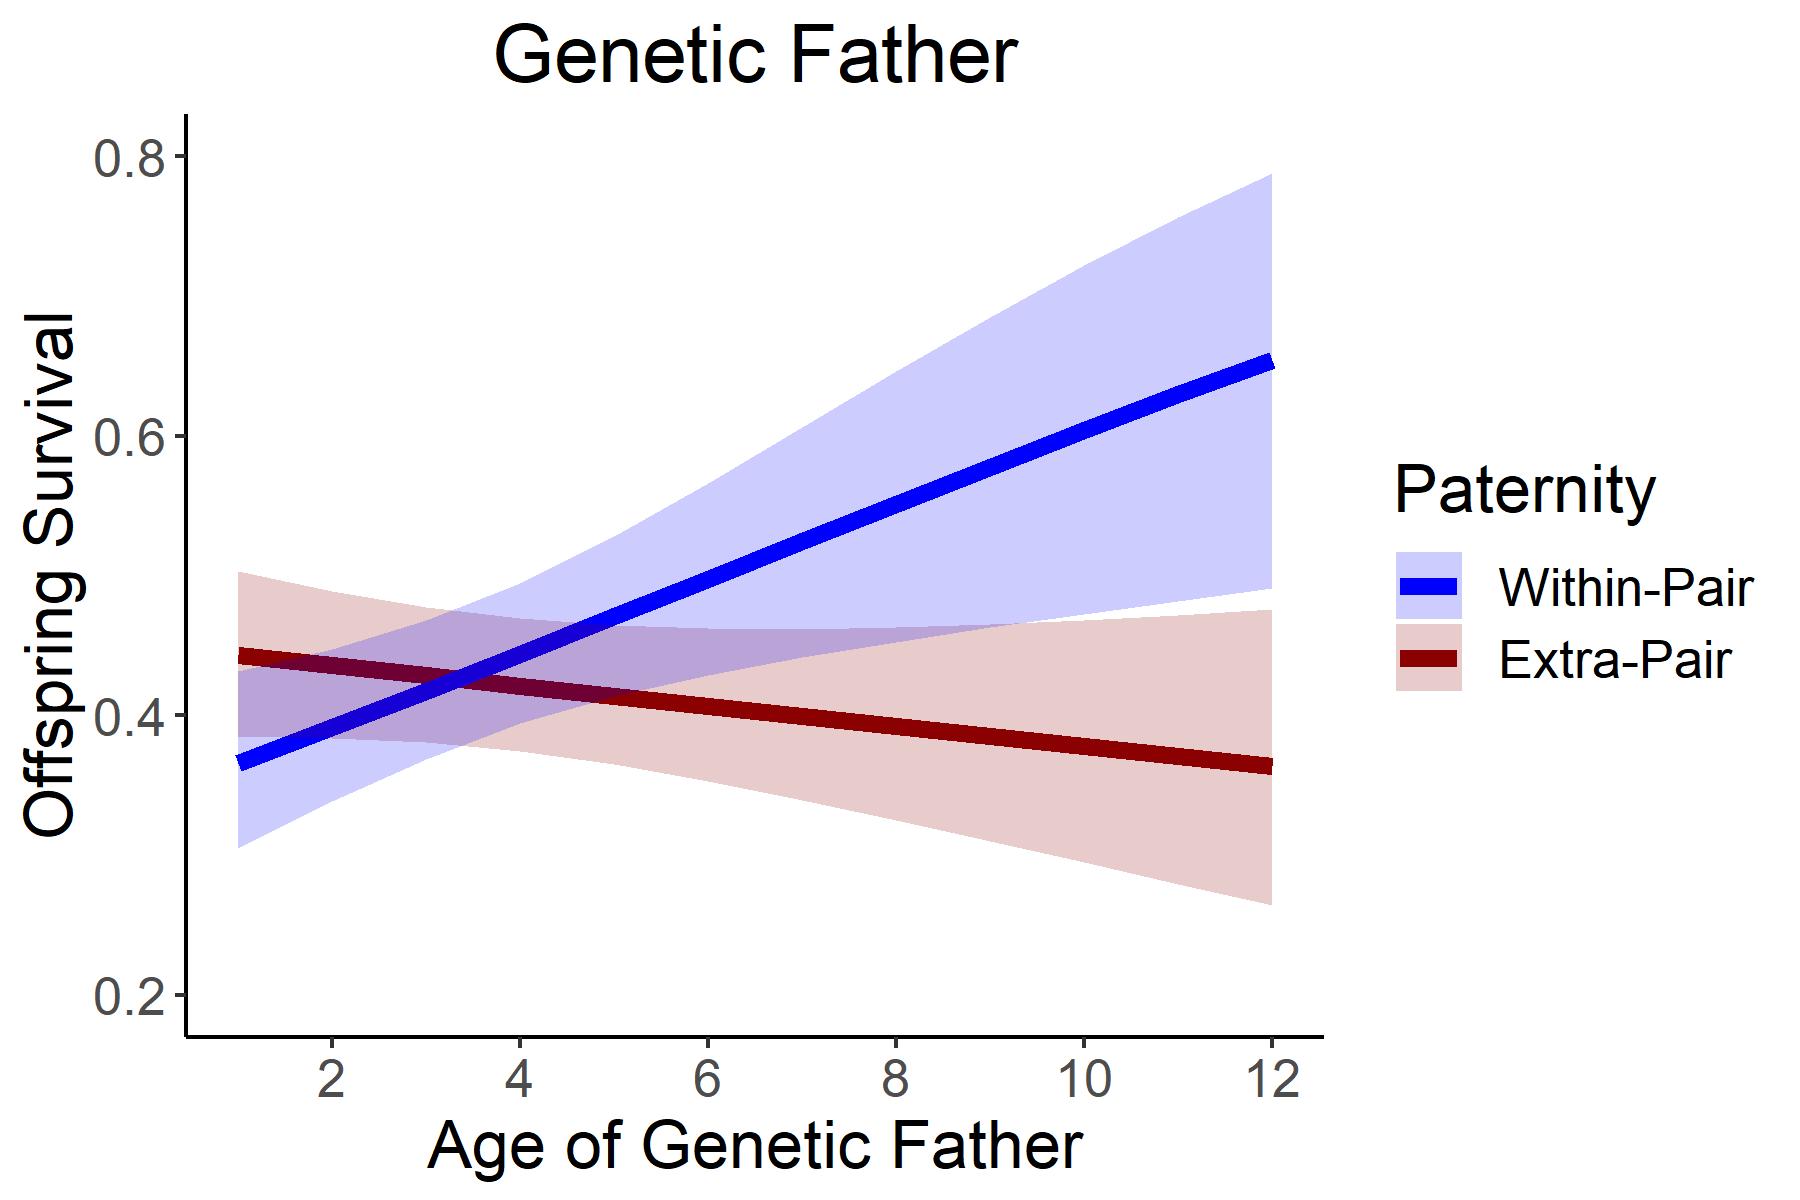 Genetic Father
0.8
0.6
0.4
0.2
Offspring Survival
2 4 6 8 10 12
Age of Genetic Father
Paternity
Within-Pair
Extra-Pair